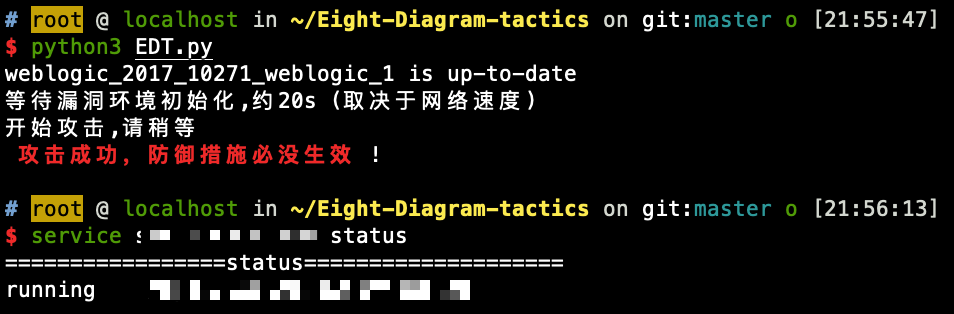 # root @ localhost in ~/Eight-Diagram-tactics on git:master o [21:55:47]
$ python3 EDT.py
weblogic_2017_10271_weblogic_1 is up-to-date
等待漏洞环境初始化,约20s (取决于网络速度)
开始攻击,请稍等
攻击成功, 防御措施必没生效 !
# root @ localhost in ~/Eight-Diagram-tactics on git:master o [21:56:13]
$ service status
=================status====================
running